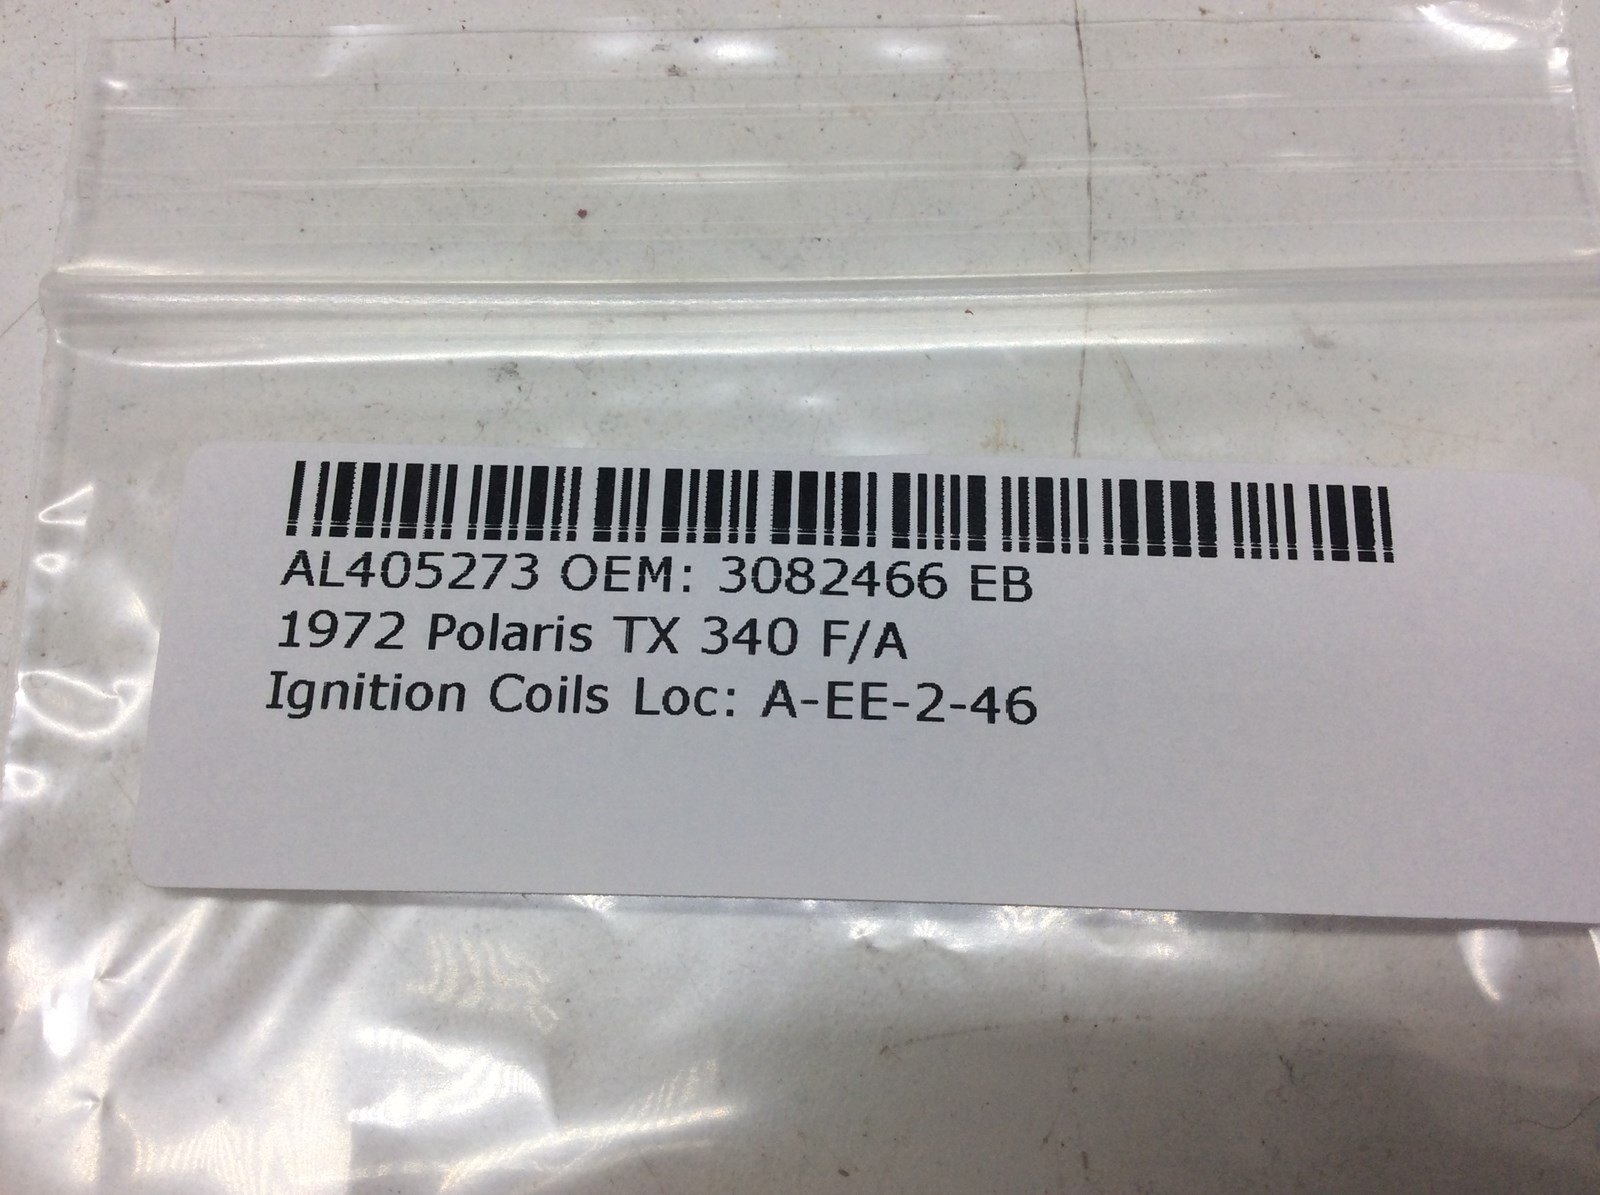 AL405273 OEM: 3082466 EB
1972 Polaris TX 340 F/A
Ignition Coils Loc: A-EE-2-46